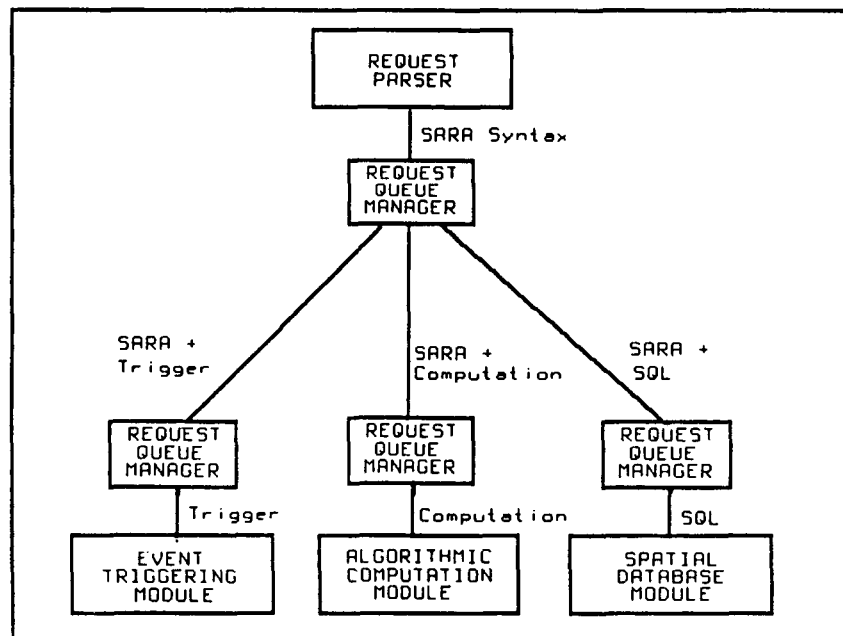 REQUEST
PARSER
SARA Syntax
REQUEST
QUEUE
MANAGER
SARA +
Trigger
SARA +
Computation
SARA +
SQL
REQUEST
QUEUE
MANAGER
REQUEST
QUEUE
MANAGER
REQUEST
QUEUE
MANAGER
Trigger
Computation
SQL
EVENT
TRIGGERING
MODULE
ALGORITHMIC
COMPUTATION
MODULE
SPATIAL
DATABASE
MODULE